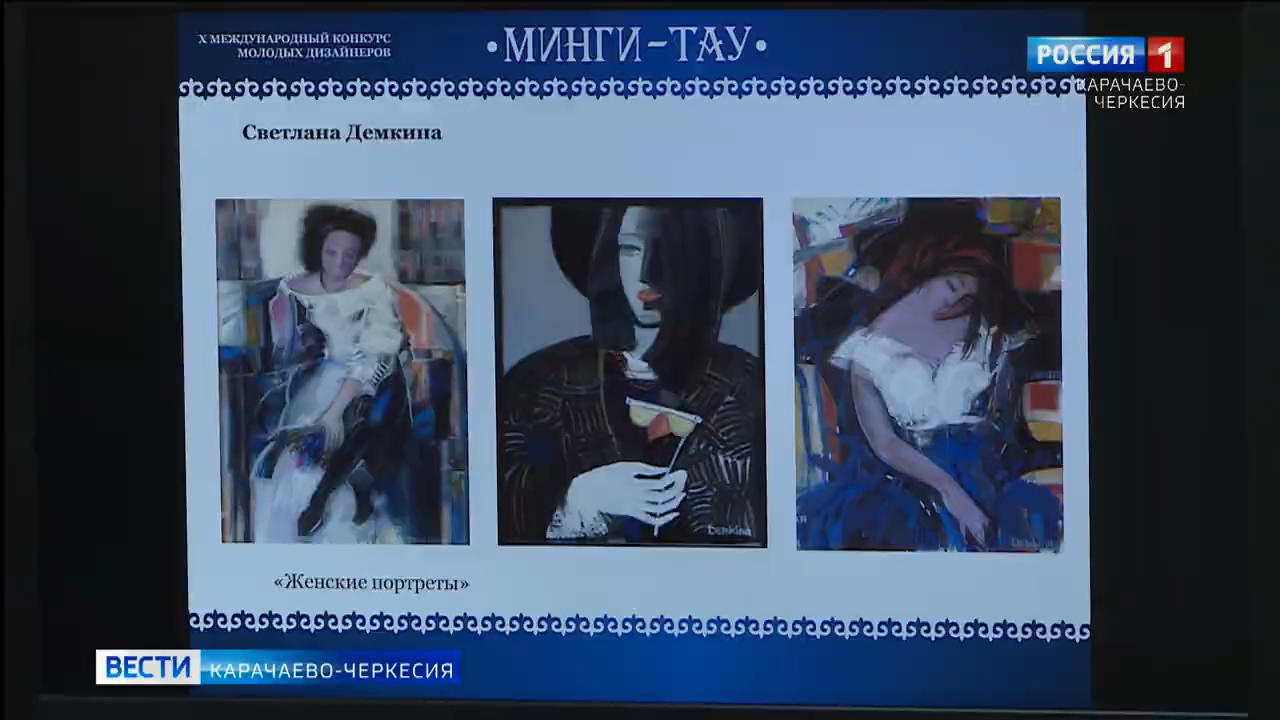 X МЕЖДУНАРОДНЫЙ КОНКУРС
МОЛОДЫХ ДИЗАЙНЕРОВ
•МИНГИ-ТАУ•
РОССИЯ 1
КАРАЧАЕВО-
ЧЕРКЕСИЯ
Светлана Демкина
Demkina
«Женские портреты»
ВЕСТИ КАРАЧАЕВО-ЧЕРКЕСИЯ